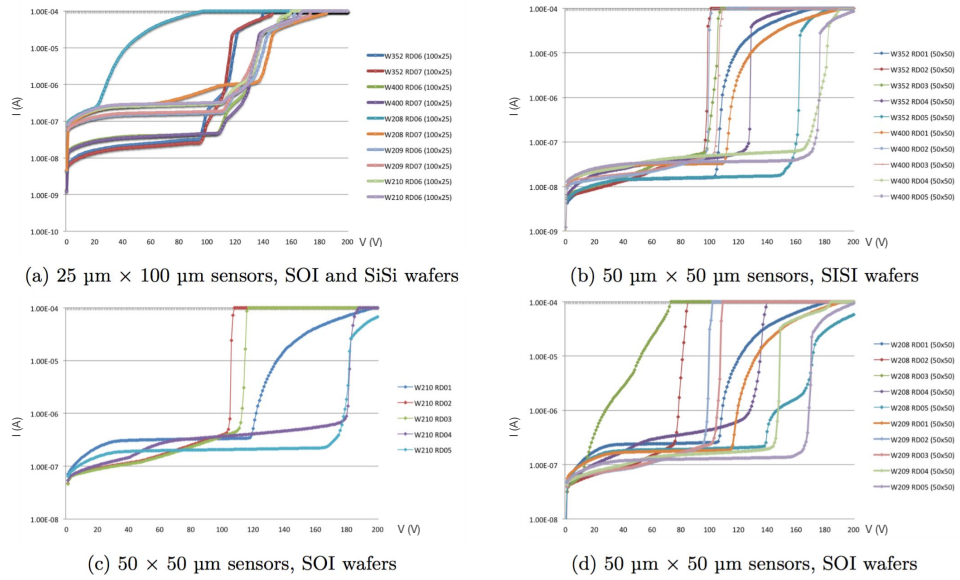 1.00E-04
1.00E-05
1.00E-06
1.00E-07
1.00E-08
1.00E-09
1.00E-10
I (A)
0 20 40 60 80 100 120 140 160 180 200
V (V)
W352 RD06 (100x25)
W352 RD07 (100x25)
W400 RD06 (100x25)
W400 RD07 (100x25)
W208 RD06 (100x25)
W208 RD07 (100x25)
W209 RD06 (100x25)
W209 RD07 (100x25)
W210 RD06 (100x25)
W210 RD06 (100x25)
(a) 25 µm × 100 µm sensors, SOI and SiSi wafers
1.00E-04
1.00E-05
1.00E-06
1.00E-07
1.00E-08
1.00E-09
I (A)
0 20 40 60 80 100 120 140 160 180 200
V (V)
W352 RD01 (50x50)
W352 RD02 (50x50)
W352 RD03 (50x50)
W352 RD04 (50x50)
W352 RD05 (50x50)
W400 RD01 (50x50)
W400 RD02 (50x50)
W400 RD03 (50x50)
W400 RD04 (50x50)
W400 RD05 (50x50)
(b) 50 µm × 50 µm sensors, SISI wafers
1.00E-04
1.00E-05
1.00E-06
1.00E-07
1.00E-08
I (A)
0 20 40 60 80 100 120 140 160 180 200
V (V)
W210 RD01
W210 RD02
W210 RD03
W210 RD04
W210 RD05
(c) 50 × 50 µm sensors, SOI wafers
1.00E-04
1.00E-05
1.00E-06
1.00E-07
1.00E-08
I (A)
0 20 40 60 80 100 120 140 160 180 200
V (V)
W208 RD01 (50x50)
W208 RD02 (50x50)
W208 RD03 (50x50)
W208 RD04 (50x50)
W208 RD05 (50x50)
W209 RD01 (50x50)
W209 RD02 (50x50)
W209 RD03 (50x50)
W209 RD04 (50x50)
W209 RD05 (50x50)
(d) 50 µm × 50 µm sensors, SOI wafers